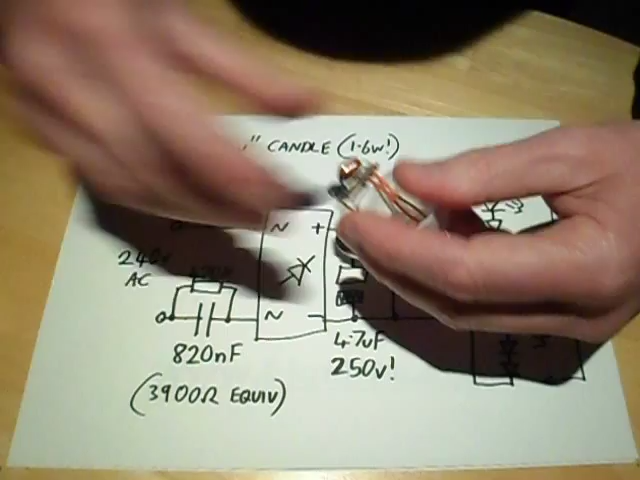 " CANDLE (1.6W!)
~ +
240V
AC
~ -
820nF
4.7uF
250V!
(3900Ω EQUIV)